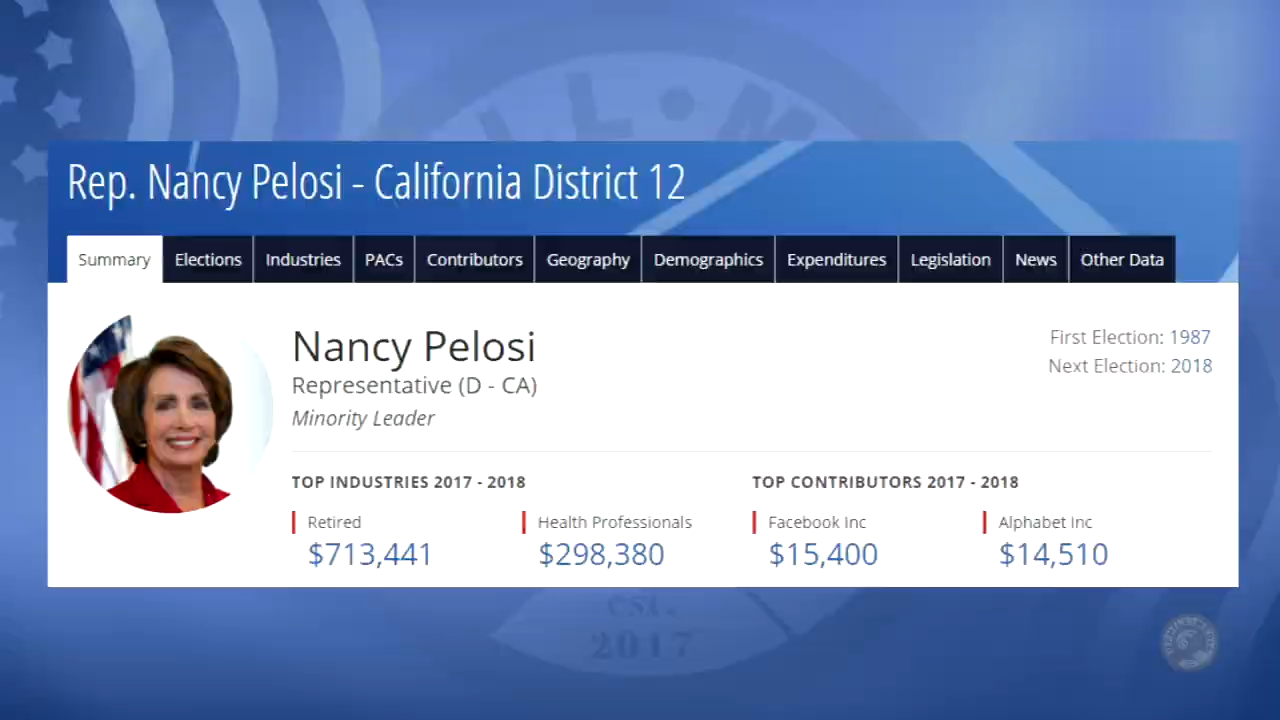 Rep. Nancy Pelosi - California District 12
Summary Elections Industries PACs Contributors Geography Demographics Expenditures Legislation News Other Data
Nancy Pelosi
Representative (D - CA)
Minority Leader
First Election: 1987
Next Election: 2018
TOP INDUSTRIES 2017 - 2018
Retired
$713,441
Health Professionals
$298,380
TOP CONTRIBUTORS 2017 - 2018
Facebook Inc
$15,400
Alphabet Inc
$14,510
est.
2017